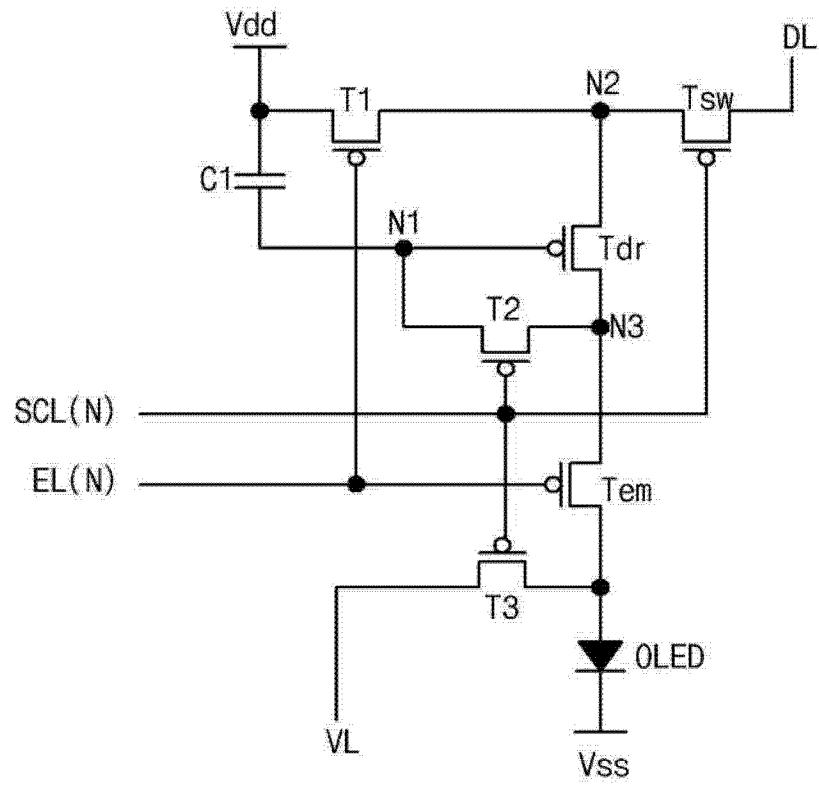 Vdd
DL
T1
N2
Tsw
C1
N1
Tdr
T2
N3
SCL(N)
EL(N)
Tem
T3
OLED
VL
Vss